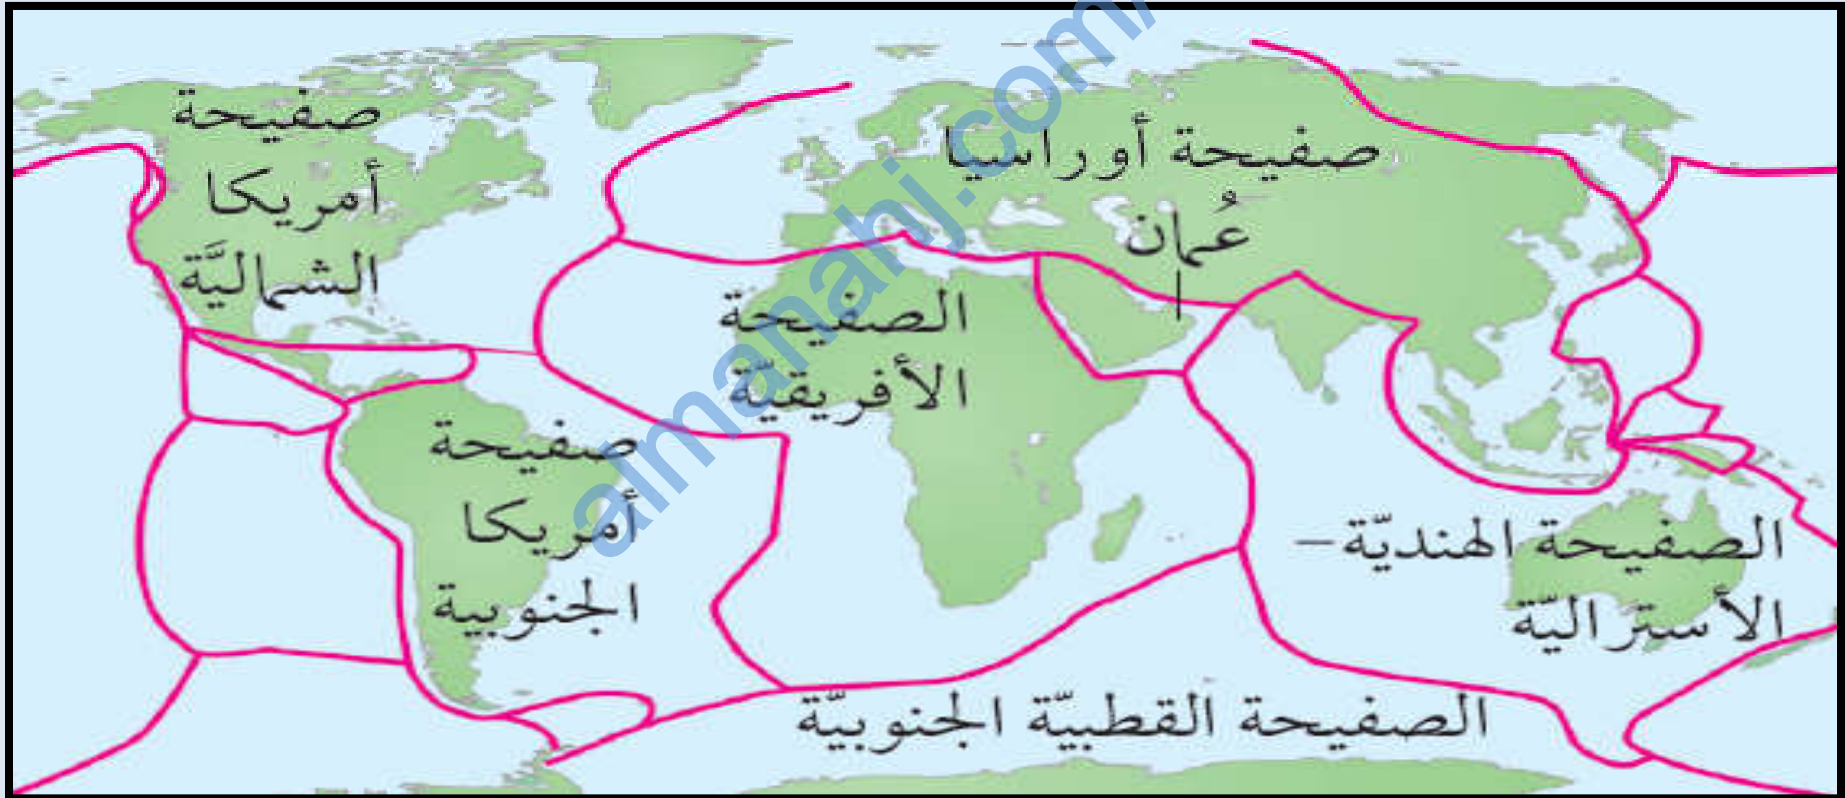 صفيحة
أمريكا
الشماليَّة
صفيحة أوراسيا
عُمان
الصفيحة
الأفريقيّة
صفيحة
أمريكا
الجنوبية
الصفيحة الهنديّة–
الأستراليّة
الصفيحة القطبيّة الجنوبيّة
almanahj.com/